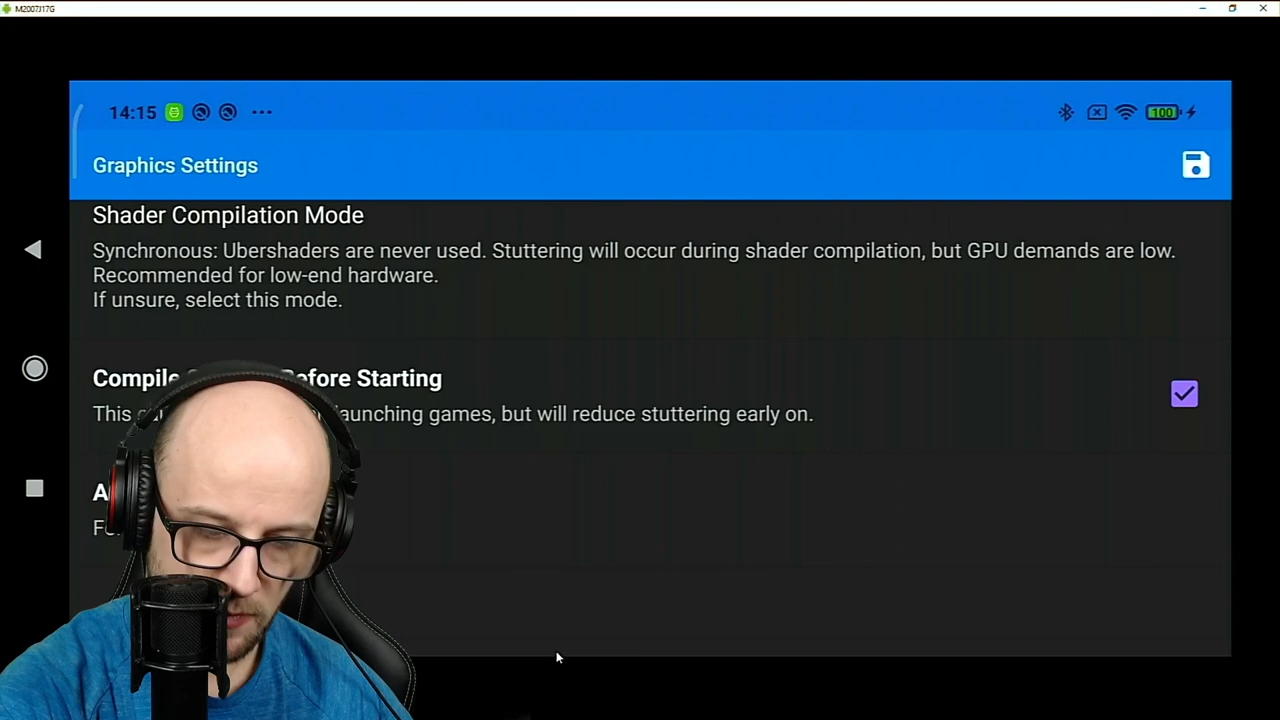 M2007J17G
14:15
100
Graphics Settings
Shader Compilation Mode
Synchronous: Ubershaders are never used. Stuttering will occur during shader compilation, but GPU demands are low.
Recommended for low-end hardware.
If unsure, select this mode.
Compile Before Starting
This launching games, but will reduce stuttering early on.